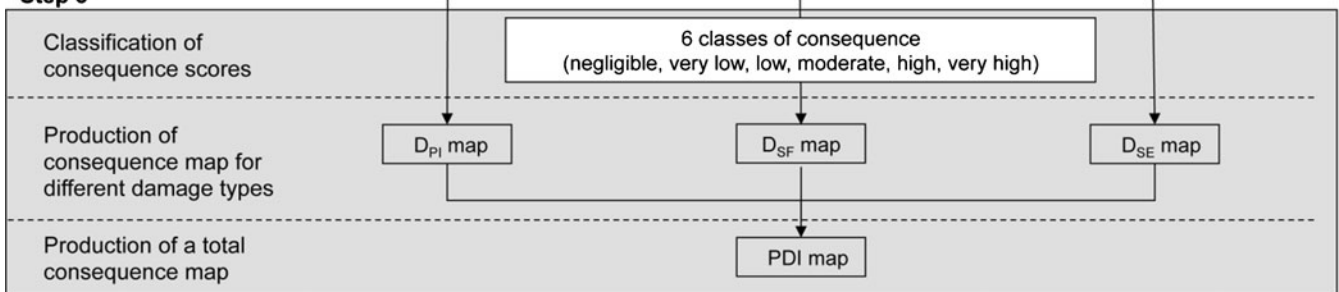 Classification of
consequence scores
6 classes of consequence
(negligible, very low, low, moderate, high, very high)
Production of
consequence map for
different damage types
D_PI map
D_SF map
D_SE map
Production of a total
consequence map
PDI map